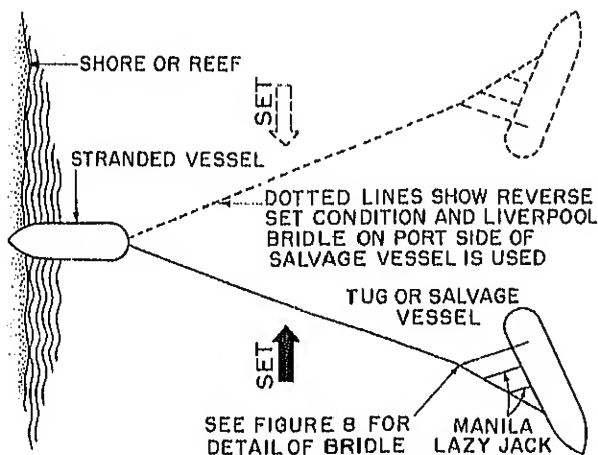 SHORE OR REEF
SET
STRANDED VESSEL
DOTTED LINES SHOW REVERSE
SET CONDITION AND LIVERPOOL
BRIDLE ON PORT SIDE OF
SALVAGE VESSEL IS USED
TUG OR SALVAGE
VESSEL
SET
SEE FIGURE 8 FOR
DETAIL OF BRIDLE
MANILA
LAZY JACK